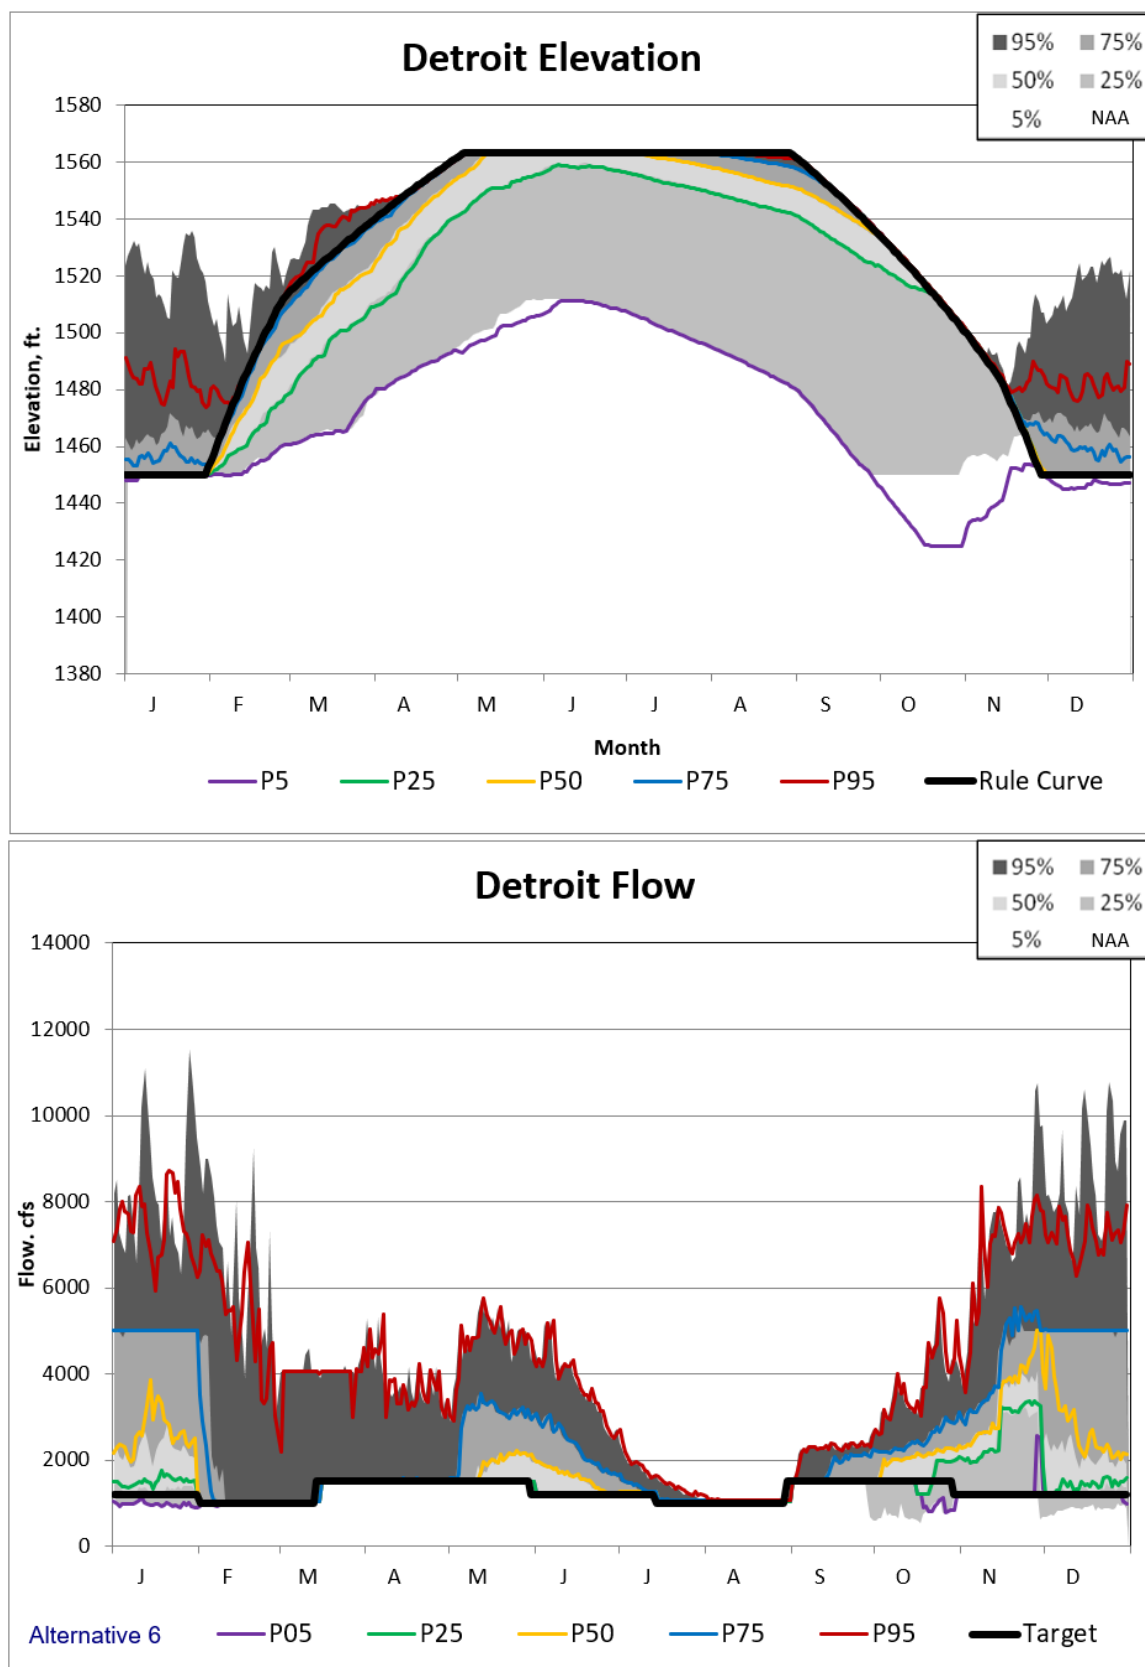 Detroit Elevation
95% 75%
50% 25%
5% NAA
1580
1560
1540
1520
1500
1480
1460
1440
1420
1400
1380
Elevation, ft.
J F M A M J J A S O N D
Month
P5 P25 P50 P75 P95 Rule Curve
Detroit Flow
95% 75%
50% 25%
5% NAA
14000
12000
10000
8000
6000
4000
2000
0
Flow. cfs
J F M A M J J A S O N D
Alternative 6 P05 P25 P50 P75 P95 Target